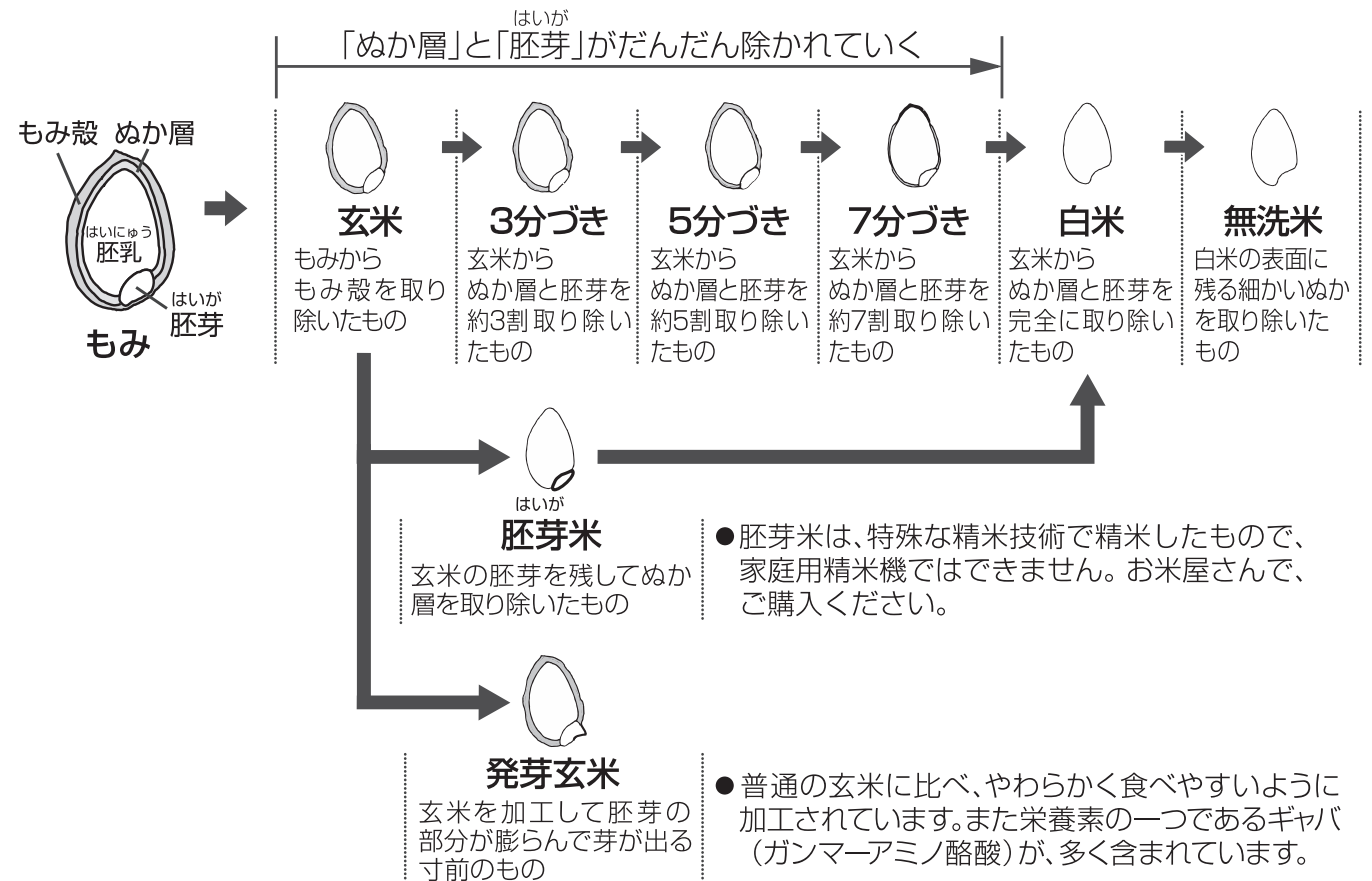 はいが
「ぬか層」と「胚芽」がだんだん除かれていく
もみ殻 ぬか層
はいにゅう
胚乳
はいが
胚芽
もみ
玄米
もみから
もみ殻を取り
除いたもの
3分づき
玄米から
ぬか層と胚芽を
約3割取り除い
たもの
5分づき
玄米から
ぬか層と胚芽を
約5割取り除い
たもの
7分づき
玄米から
ぬか層と胚芽を
約7割取り除い
たもの
白米
玄米から
ぬか層と胚芽を
完全に取り除い
たもの
無洗米
白米の表面に
残る細かいぬか
を取り除いた
もの
はいが
胚芽米
玄米の胚芽を残してぬか
層を取り除いたもの
●胚芽米は、特殊な精米技術で精米したもので、
家庭用精米機ではできません。お米屋さんで、
ご購入ください。
発芽玄米
玄米を加工して胚芽の
部分が膨らんで芽が出る
寸前のもの
●普通の玄米に比べ、やわらかく食べやすいように
加工されています。また栄養素の一つであるギャバ
(ガンマーアミノ酪酸)が、多く含まれています。